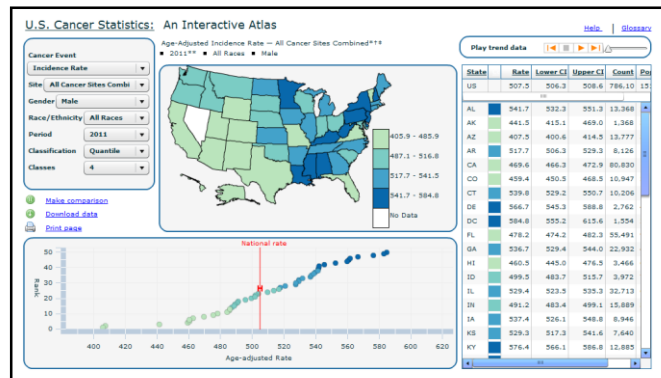 U.S. Cancer Statistics: An Interactive Atlas
Help Glossary
Cancer Event
Incidence Rate
Site All Cancer Sites Combi
Gender Male
Race/Ethnicity All Races
Period 2011
Classification Quantile
Classes 4
Make comparison
Download data
Print page
Age-Adjusted Incidence Rate — All Cancer Sites Combined*†‡
■ 2011** ■ All Races ■ Male
405.9 - 485.9
487.1 - 516.8
517.7 - 541.5
541.7 - 584.8
No Data
Play trend data
State Rate Lower CI Upper CI Count Pop
US 507.5 506.3 508.6 786,10 15
AL 541.7 532.3 551.3 13,368
AK 441.5 415.1 469.0 1,368
AZ 407.5 400.6 414.5 13,777
AR 517.7 506.3 529.3 8,126
CA 469.6 466.3 472.9 80,830
CO 459.4 450.5 468.5 10,947
CT 539.8 529.2 550.7 10,206
DE 566.7 545.3 588.8 2,762
DC 584.8 555.2 615.6 1,554
FL 478.2 474.2 482.3 55,491
GA 536.7 529.4 544.0 22,932
HI 460.5 445.0 476.5 3,466
ID 499.5 483.7 515.7 3,972
IL 529.4 523.5 535.3 32,713
IN 491.2 483.4 499.1 15,889
IA 537.4 526.1 548.8 8,946
KS 529.3 517.3 541.6 7,640
KY 576.4 566.1 586.8 12,885
National rate
Rank
50
40
30
20
10
0
400 420 440 460 480 500 520 540 560 580 600 620
Age-adjusted Rate